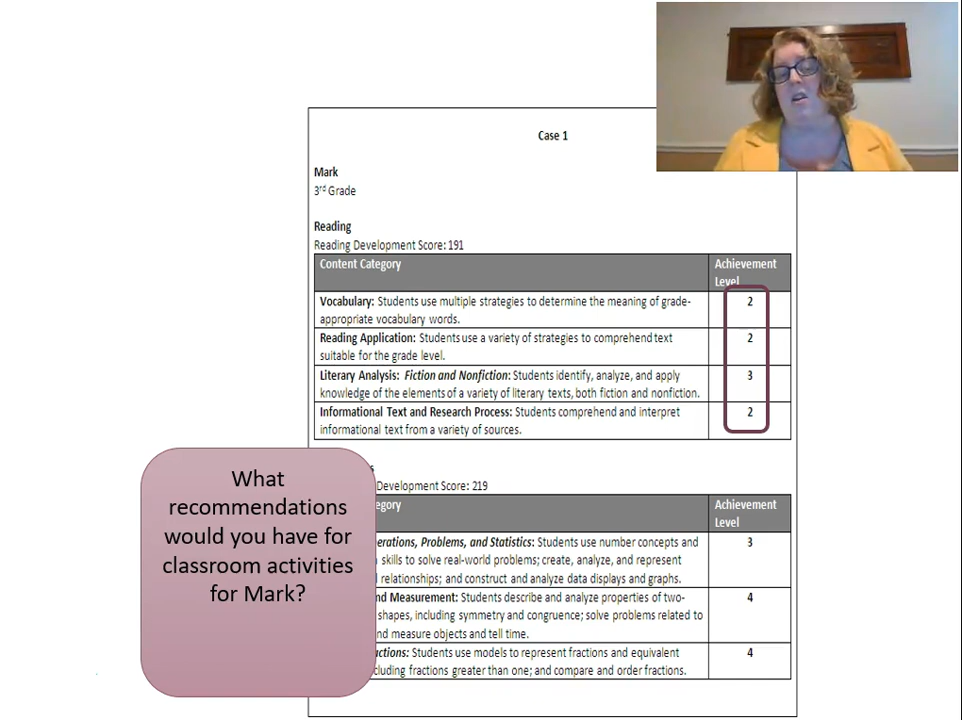 Case 1
Mark
3rd Grade
Reading
Reading Development Score: 191
Content Category
Achievement
Level
Vocabulary: Students use multiple strategies to determine the meaning of grade-
appropriate vocabulary words.
2
Reading Application: Students use a variety of strategies to comprehend text
suitable for the grade level.
2
Literary Analysis: Fiction and Nonfiction: Students identify, analyze, and apply
knowledge of the elements of a variety of literary texts, both fiction and nonfiction.
3
Informational Text and Research Process: Students comprehend and interpret
informational text from a variety of sources.
2
What
recommendations
would you have for
classroom activities
for Mark?
Development Score: 219
Achievement
Level
Problems, and Statistics: Students use number concepts and
skills to solve real-world problems; create, analyze, and represent
relationships; and construct and analyze data displays and graphs.
3
Measurement: Students describe and analyze properties of two-
shapes, including symmetry and congruence; solve problems related to
measure objects and tell time.
4
Students use models to represent fractions and equivalent
fractions greater than one; and compare and order fractions.
4